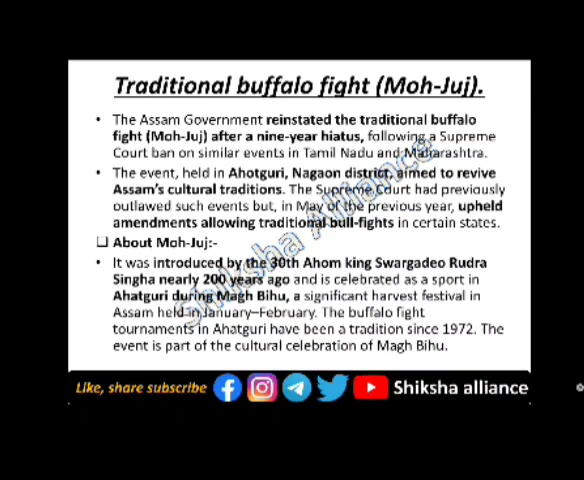 Traditional buffalo fight (Moh-Juj).
• The Assam Government reinstated the traditional buffalo
fight (Moh-Juj) after a nine-year hiatus, following a Supreme
Court ban on similar events in Tamil Nadu and Maharashtra.
• The event, held in Ahotguri, Nagaon district, aimed to revive
Assam's cultural traditions. The Supreme Court had previously
outlawed such events but, in May of the previous year, upheld
amendments allowing traditional bull-fights in certain states.
❑ About Moh-Juj:-
• It was introduced by the 30th Ahom king Swargadeo Rudra
Singha nearly 200 years ago and is celebrated as a sport in
Ahatguri during Magh Bihu, a significant harvest festival in
Assam held in January–February. The buffalo fight
tournaments in Ahatguri have been a tradition since 1972. The
event is part of the cultural celebration of Magh Bihu.
Shiksha Alliance
Like, share subscribe Shiksha alliance